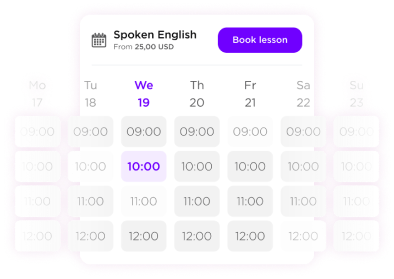 Spoken English
From 25,00 USD
Book lesson
Mo Tu We Th Fr Sa Su
17 18 19 20 21 22 23
09:00 09:00 09:00 09:00 09:00 09:00 09:00
10:00 10:00 10:00 10:00 10:00 10:00 10:00
11:00 11:00 11:00 11:00 11:00 11:00 11:00
12:00 12:00 12:00 12:00 12:00 12:00 12:00